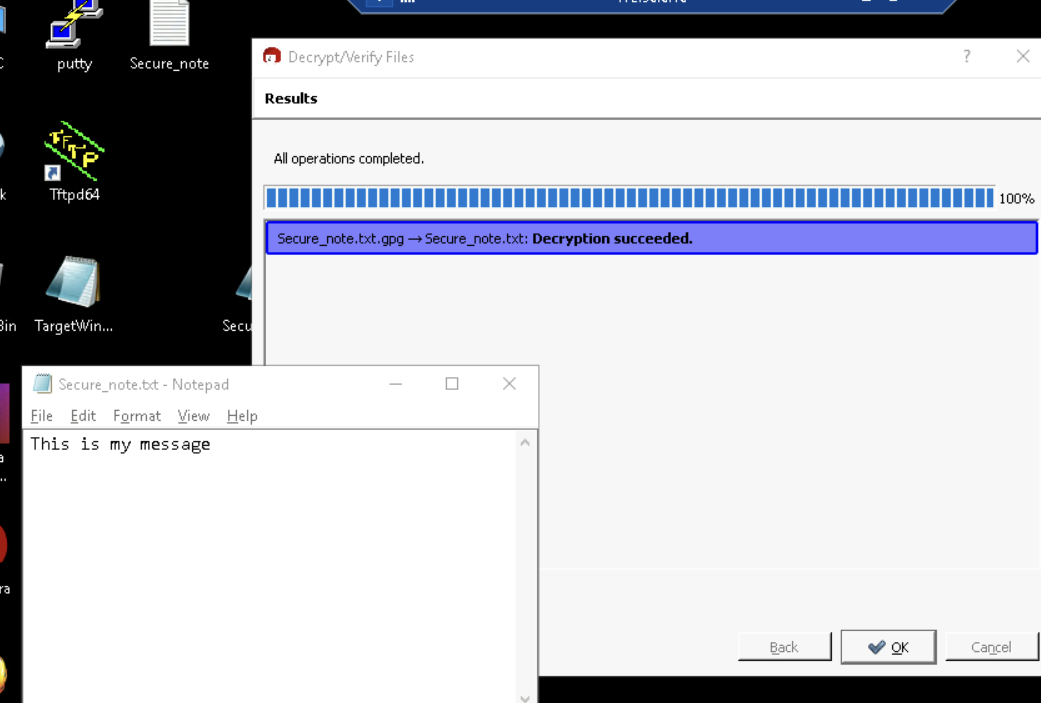 putty
Secure_note
Decrypt/Verify Files
?
Results
All operations completed.
100%
Tftpd64
Secure_note.txt.gpg → Secure_note.txt: Decryption succeeded.
TargetWin...
Secu
Secure_note.txt - Notepad
File Edit Format View Help
This is my message
Back OK Cancel